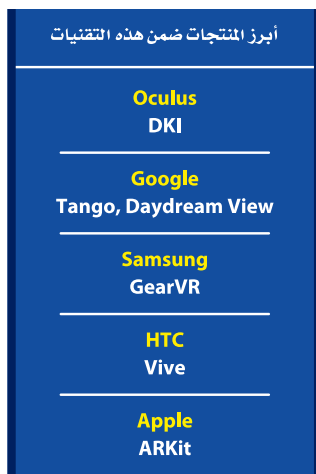 أبرز المنتجات ضمن هذه التقنيات
Oculus
DKI
Google
Tango, Daydream View
Samsung
GearVR
HTC
Vive
Apple
ARKit